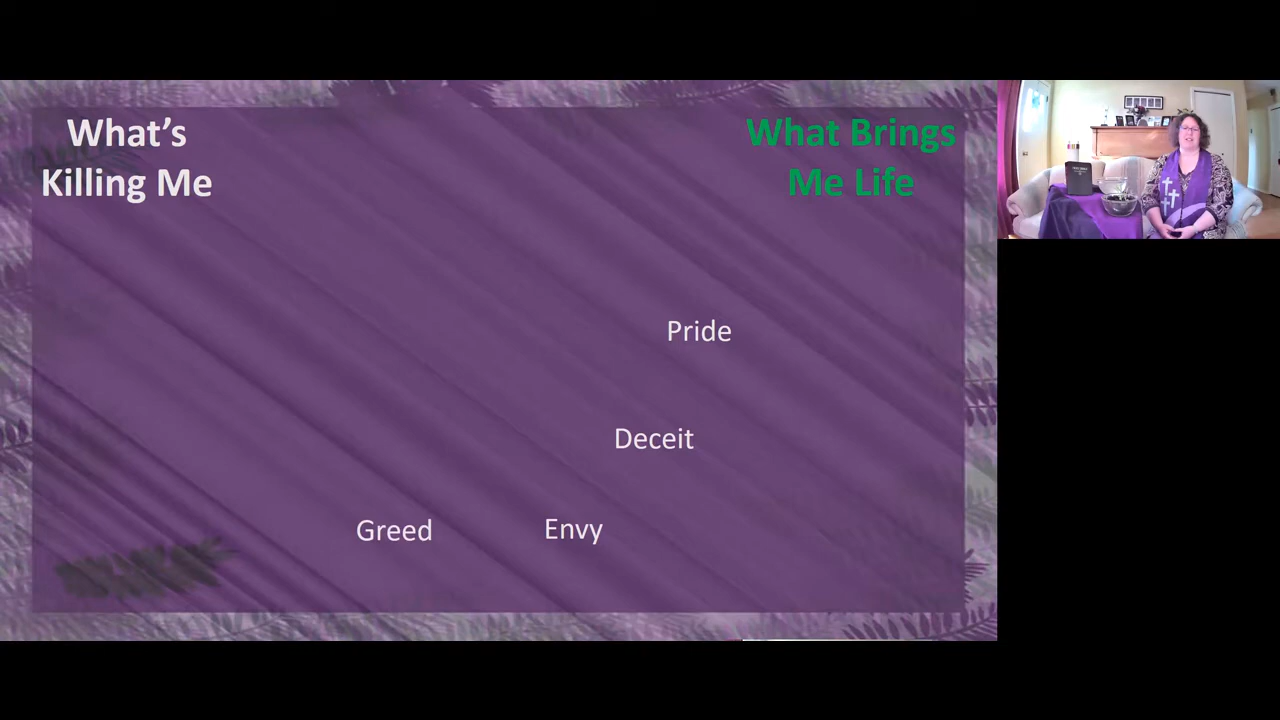 What's
Killing Me
What Brings
Me Life
Pride
Deceit
Greed
Envy